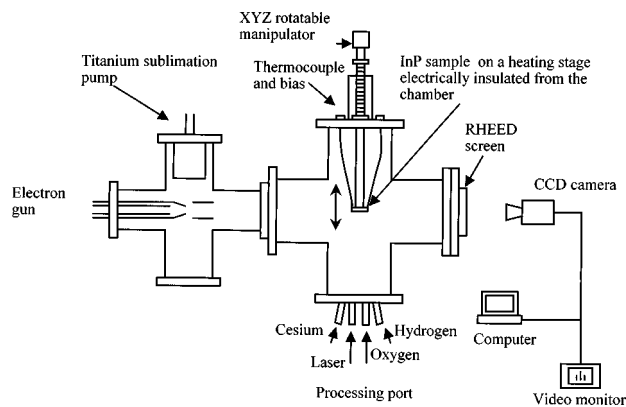 XYZ rotatable
manipulator
Titanium sublimation
pump
Thermocouple
and bias
InP sample on a heating stage
electrically insulated from the
chamber
RHEED
screen
CCD camera
Electron
gun
Cesium
Hydrogen
Laser
Oxygen
Processing port
Computer
Video monitor